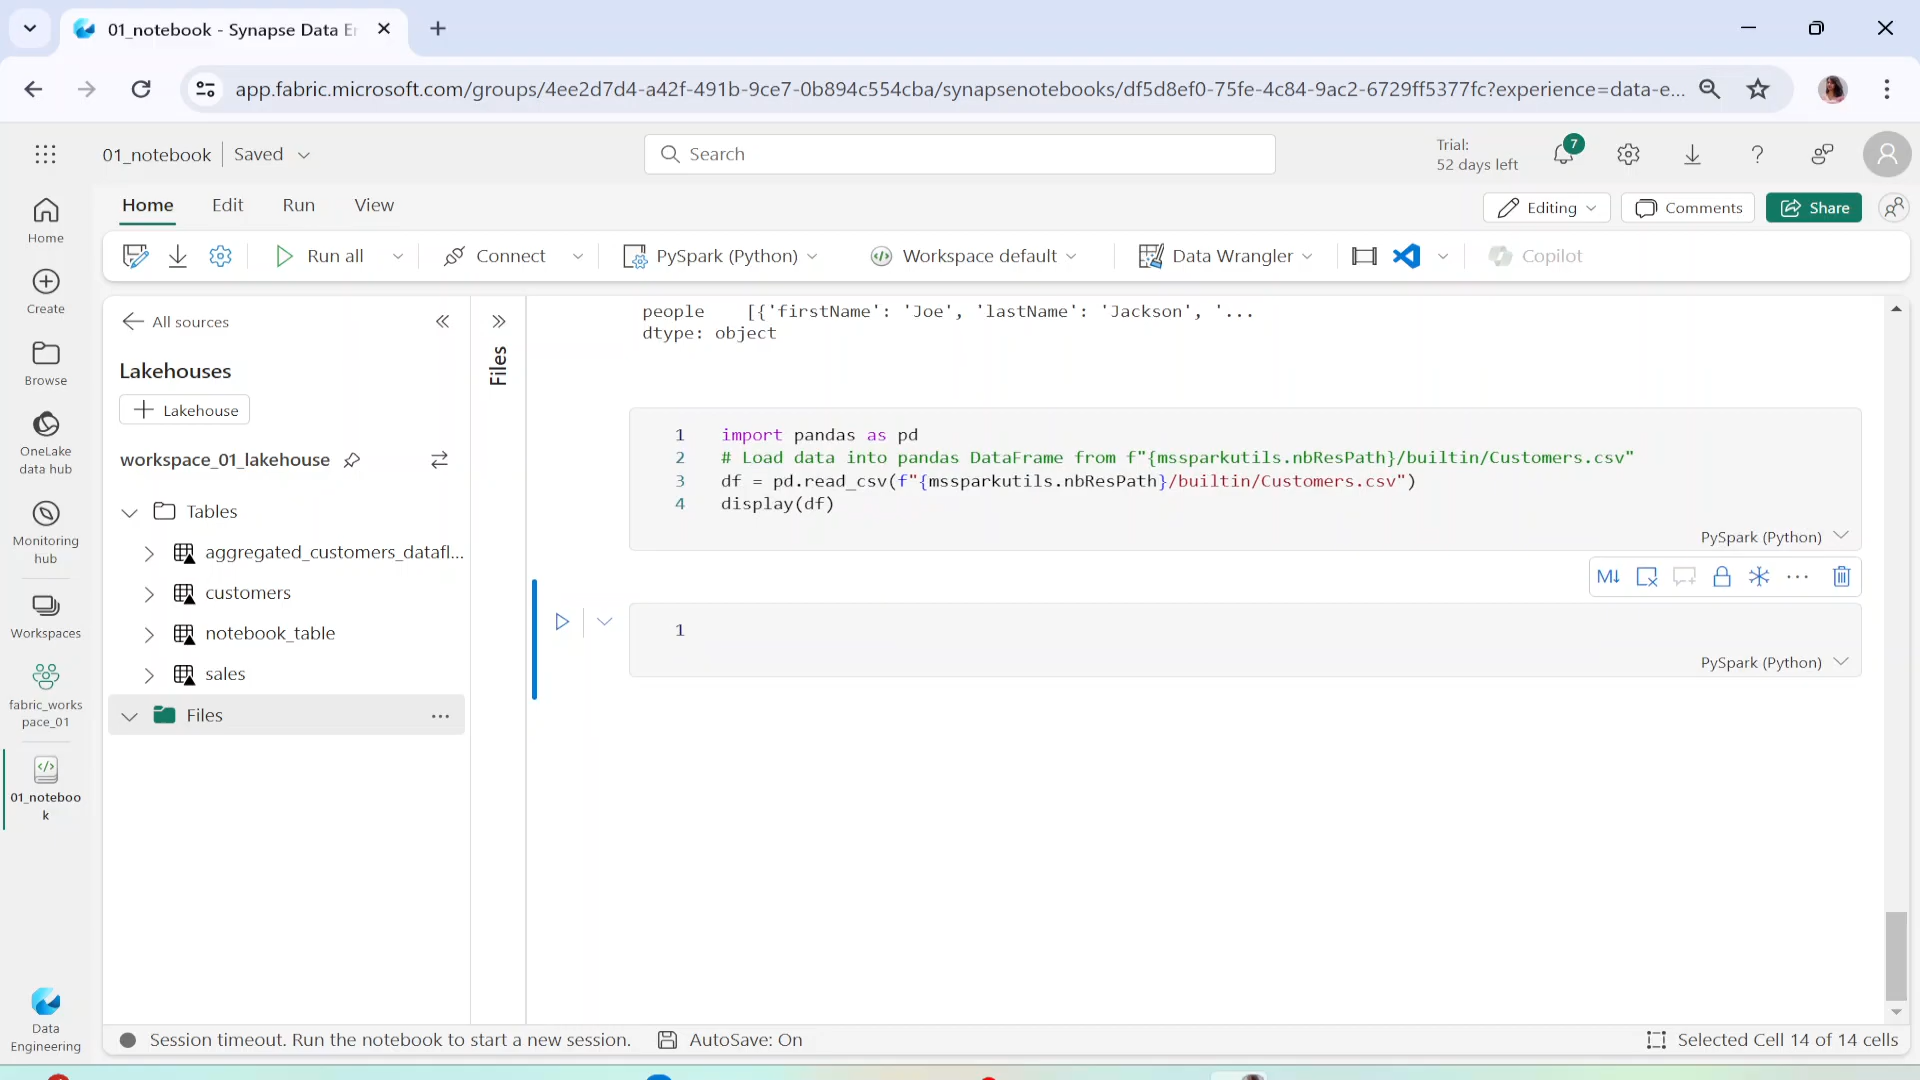 01_notebook - Synapse Data Er
app.fabric.microsoft.com/groups/4ee2d7d4-a42f-491b-9ce7-0b894c554cba/synapsenotebooks/df5d8ef0-75fe-4c84-9ac2-6729ff5377fc?experience=data-e...
01_notebook
Saved
Search
Trial:
52 days left
7
Home
Edit
Run
View
Editing
Comments
Share
Run all
Connect
PySpark (Python)
Workspace default
Data Wrangler
Copilot
Home
Create
Browse
OneLake
data hub
Monitoring
hub
Workspaces
fabric_works
pace_01
01_noteboo
k
Data
Engineering
All sources
Lakehouses
Lakehouse
workspace_01_lakehouse
Tables
aggregated_customers_datafl...
customers
notebook_table
sales
Files
Files
people [{'firstName': 'Joe', 'lastName': 'Jackson', '...
dtype: object
1 import pandas as pd
2 # Load data into pandas DataFrame from f"{mssparkutils.nbResPath}/builtin/Customers.csv"
3 df = pd.read_csv(f"{mssparkutils.nbResPath}/builtin/Customers.csv")
4 display(df)
PySpark (Python)
M↓
1
PySpark (Python)
Session timeout. Run the notebook to start a new session.
AutoSave: On
Selected Cell 14 of 14 cells